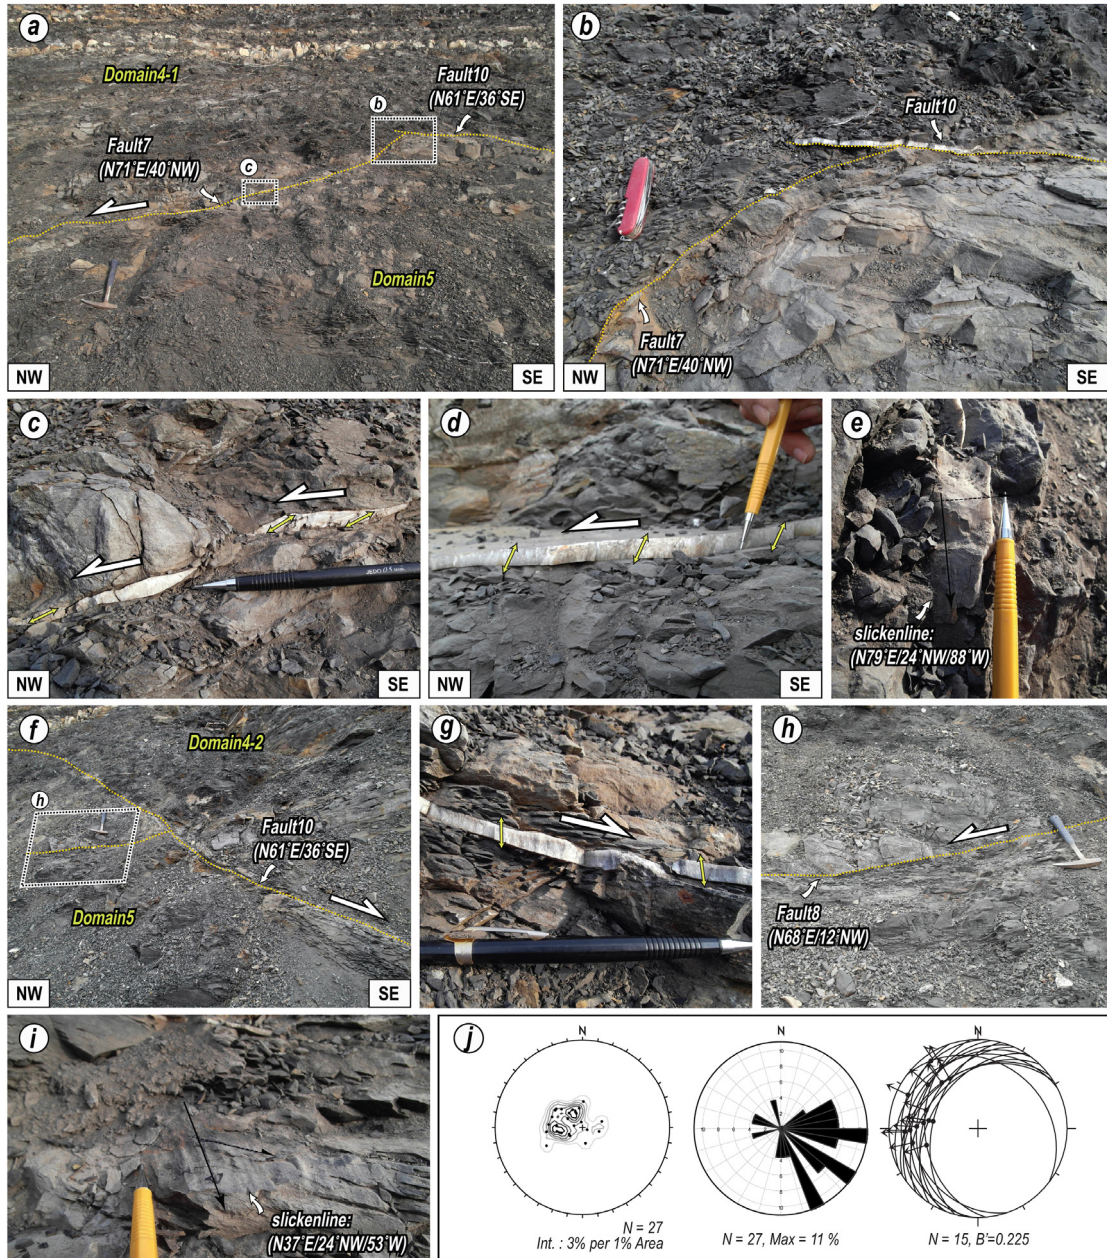 a
Domain4-1
Fault10
(N61°E/36°SE)
b
Fault7
(N71°E/40°NW)
c
Domain5
NW
SE
b
Fault10
Fault7
(N71°E/40°NW)
NW
SE
c
JEDO 0.5
NW
SE
d
NW
SE
e
slickenline:
(N79°E/24°NW/88°W)
f
Domain4-2
h
Fault10
(N61°E/36°SE)
Domain5
NW
SE
g
h
Fault8
(N68°E/12°NW)
i
slickenline:
(N37°E/24°NW/53°W)
j
N
N = 27
Int. : 3% per 1% Area
N = 27, Max = 11 %
N
N = 15, B'=0.225